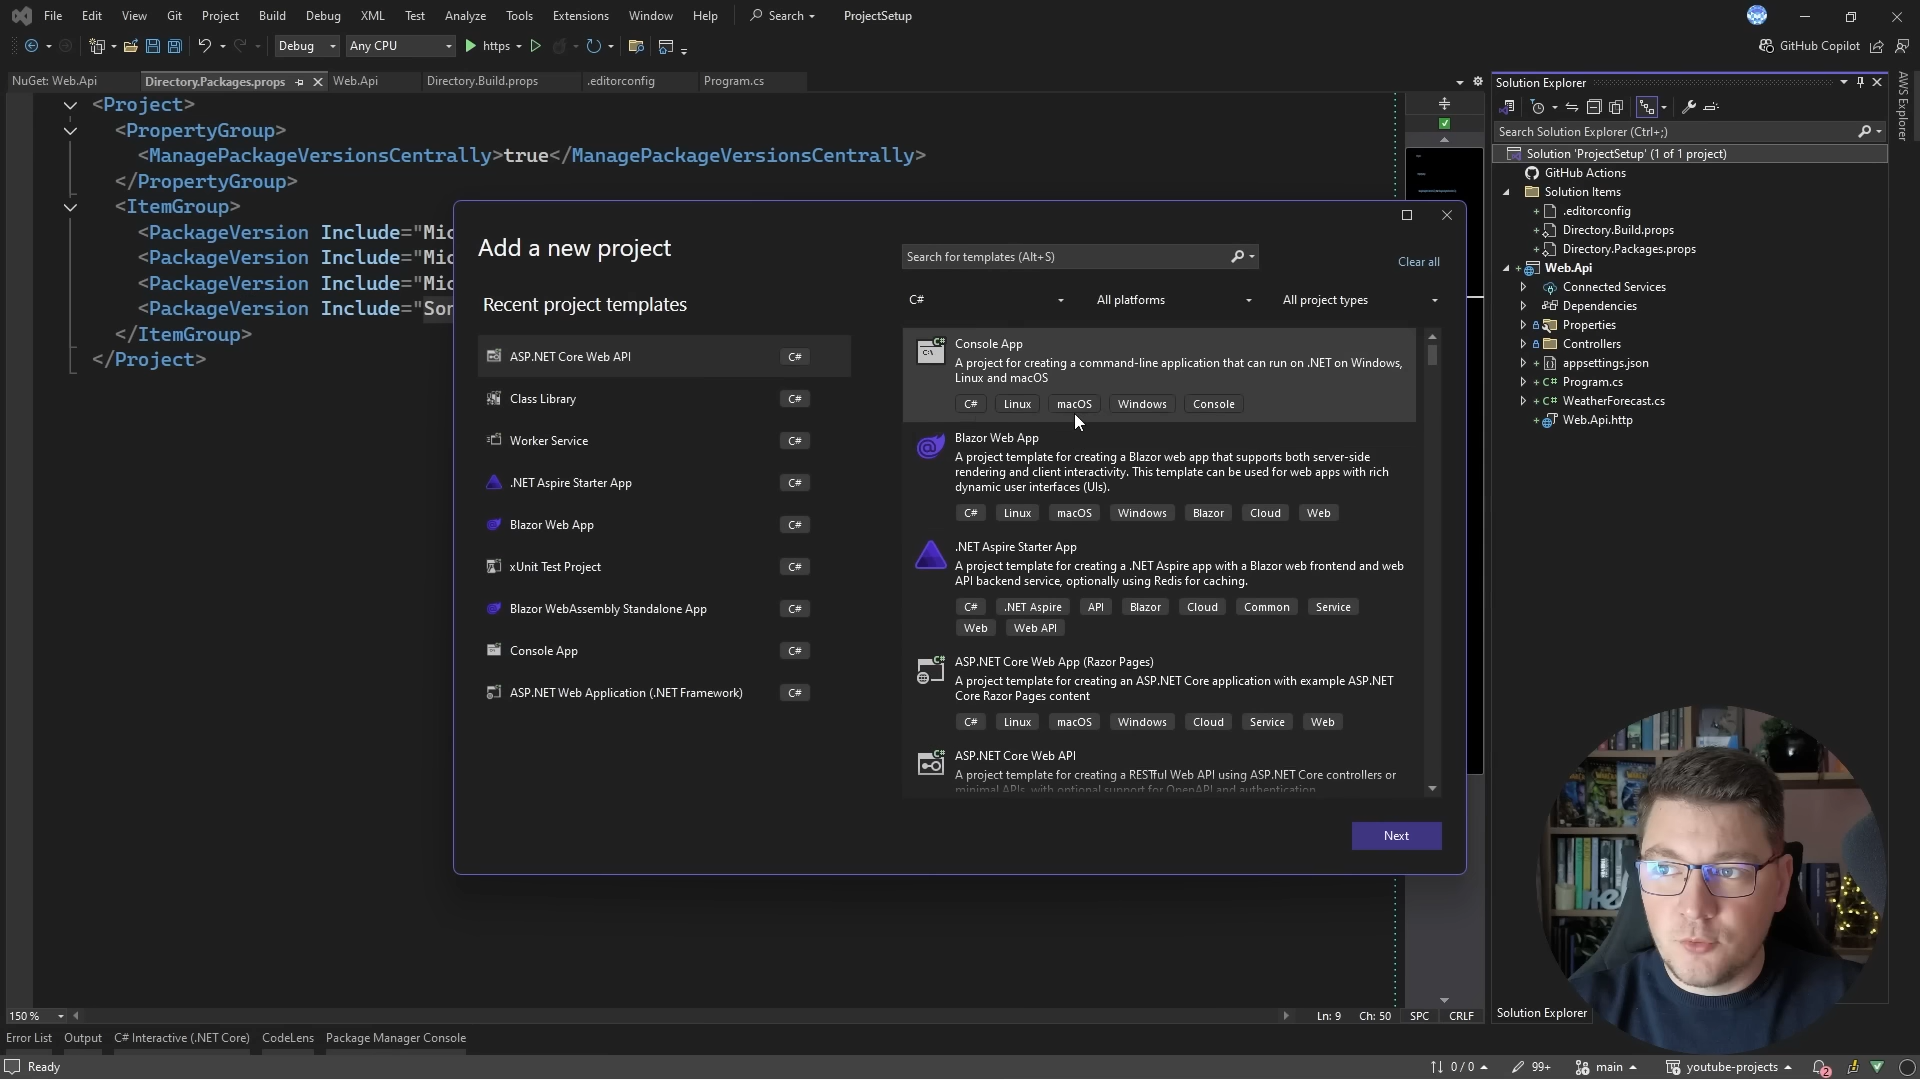 File Edit View Git Project Build Debug XML Test Analyze Tools Extensions Window Help Search ProjectSetup
Debug Any CPU https GitHub Copilot
NuGet: Web.Api Directory.Packages.props Web.Api Directory.Build.props .editorconfig Program.cs
<Project>
<PropertyGroup>
<ManagePackageVersionsCentrally>true</ManagePackageVersionsCentrally>
</PropertyGroup>
<ItemGroup>
<PackageVersion Include="Mic
<PackageVersion Include="Mic
<PackageVersion Include="Mic
<PackageVersion Include="Son
</ItemGroup>
</Project>
Add a new project
Recent project templates
ASP.NET Core Web API C#
Class Library C#
Worker Service C#
.NET Aspire Starter App C#
Blazor Web App C#
xUnit Test Project C#
Blazor WebAssembly Standalone App C#
Console App C#
ASP.NET Web Application (.NET Framework) C#
Search for templates (Alt+S)
Clear all
C# All platforms All project types
Console App
A project for creating a command-line application that can run on .NET on Windows,
Linux and macOS
C# Linux macOS Windows Console
Blazor Web App
A project template for creating a Blazor web app that supports both server-side
rendering and client interactivity. This template can be used for web apps with rich
dynamic user interfaces (UIs).
C# Linux macOS Windows Blazor Cloud Web
.NET Aspire Starter App
A project template for creating a .NET Aspire app with a Blazor web frontend and web
API backend service, optionally using Redis for caching.
C# .NET Aspire API Blazor Cloud Common Service
Web Web API
ASP.NET Core Web App (Razor Pages)
A project template for creating an ASP.NET Core application with example ASP.NET
Core Razor Pages content
C# Linux macOS Windows Cloud Service Web
ASP.NET Core Web API
A project template for creating a RESTful Web API using ASP.NET Core controllers or
minimal APIs, with optional support for OpenAPI and authentication.
Next
Solution Explorer
Search Solution Explorer (Ctrl+;)
Solution 'ProjectSetup' (1 of 1 project)
GitHub Actions
Solution Items
.editorconfig
Directory.Build.props
Directory.Packages.props
Web.Api
Connected Services
Dependencies
Properties
Controllers
appsettings.json
C# Program.cs
C# WeatherForecast.cs
Web.Api.http
AWS Explorer
150 % Ln: 9 Ch: 50 SPC CRLF
Solution Explorer
Error List Output C# Interactive (.NET Core) CodeLens Package Manager Console
Ready 0 / 0 99+ main youtube-projects 2